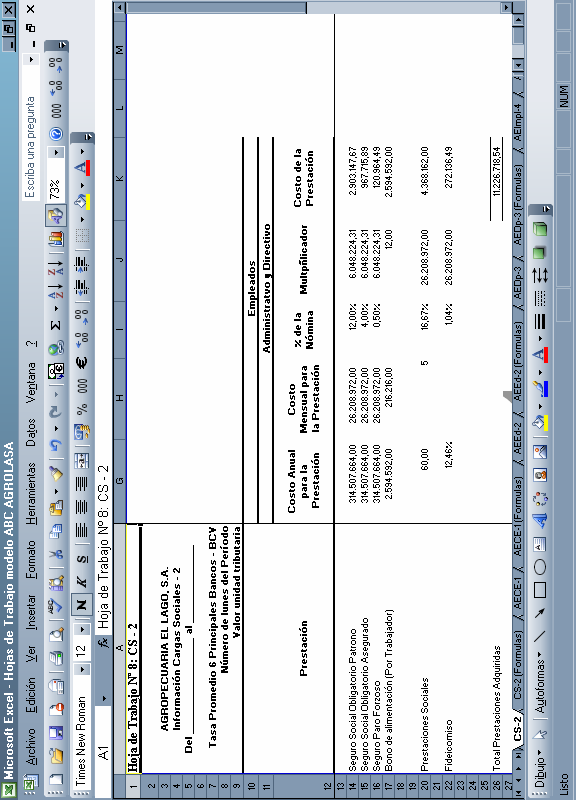 Microsoft Excel - Hojas de Trabajo modelo ABC AGROLASA
Archivo Edición Ver Insertar Formato Herramientas Datos Ventana ?
Escriba una pregunta
73%
Times New Roman 12 N K S % € 000
A1 fx Hoja de Trabajo Nº 8: CS - 2
A G H I J K L M
1 Hoja de Trabajo Nº 8: CS - 2
2
3 AGROPECUARIA EL LAGO, S.A.
4 Información Cargas Sociales - 2
5 Del ____ al ____
6
7 Tasa Promedio 6 Principales Bancos - BCV
8 Número de lunes del Período
9 Valor unidad tributaria
10 Empleados
11 Administratvo y Directivo
12 Prestación Costo Anual para la Prestación Costo Mensual para la Prestación % de la Nómina Multpñlicador Costo de la Prestación
13
14 Seguro Social Obligatorio Patrono 314.507.664,00 26.208.972,00 12,00% 6.048.224,31 2.903.147,67
15 Seguro Social Obligatorio Asegurado 314.507.664,00 26.208.972,00 4,00% 6.048.224,31 967.715,89
16 Seguro Paro Forzoso 314.507.664,00 26.208.972,00 0,50% 6.048.224,31 120.964,49
17 Bono de alimentación (Por Trabajador) 2.594.592,00 216.216,00 12,00 2.594.592,00
18
19
20 Prestaciones Sociales 60,00 5 16,67% 26.208.972,00 4.368.162,00
21
22 Fideicomiso 12,46% 1,04% 26.208.972,00 272.136,49
23
24
25
26 Total Prestaciones Adquiridas 11.226.718,54
27
CS-2 CS-2 (Formulas) AECE-1 AECE-1 (Formulas) AEEd-2 AEEd-2 (Formulas) AEDp-3 AEDp-3 (Formulas) AEImpl-4
Dibujo Autoformas
Listo NUM